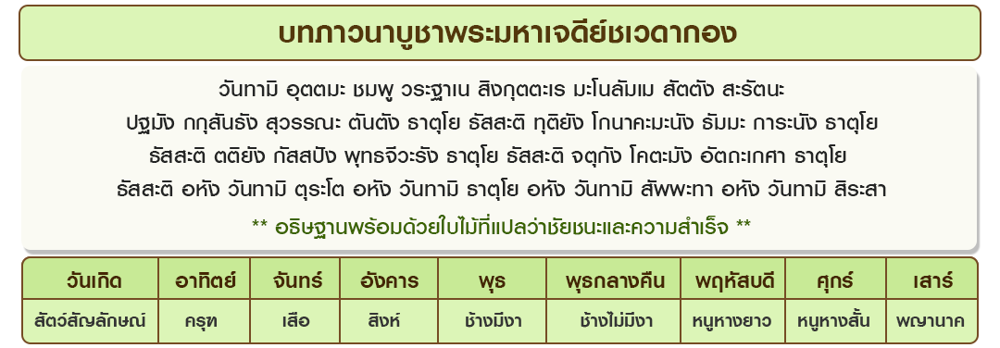 บทภาวนาบูชาพระมหาเจดีย์ชเวดากอง
วันทามิ อุตตมะ ชมพู วระฐาเน สิงกุตตะเร มะโนลัมเม สัตตัง สะรัตนะ
ปฐมัง กกุสันธัง สุวรรณะ ตันตัง ธาตุโย ธัสสะติ ทุติยัง โกนาคะมะนัง ธัมมะ การะนัง ธาตุโย
ธัสสะติ ตติยัง กัสสปัง พุทธจีวะรัง ธาตุโย ธัสสะติ จตุกัง โคตะมัง อัตถะเกศา ธาตุโย
ธัสสะติ อหัง วันทามิ ตุระโต อหัง วันทามิ ธาตุโย อหัง วันทามิ สัพพะทา อหัง วันทามิ สิระสา
** อธิษฐานพร้อมด้วยใบไม้ที่แปลว่าชัยชนะและความสำเร็จ **
วันเกิด อาทิตย์ จันทร์ อังคาร พุธ พุธกลางคืน พฤหัสบดี ศุกร์ เสาร์
สัตว์สัญลักษณ์ ครุฑ เสือ สิงห์ ช้างมีงา ช้างไม่มีงา หนูหางยาว หนูหางสั้น พญานาค